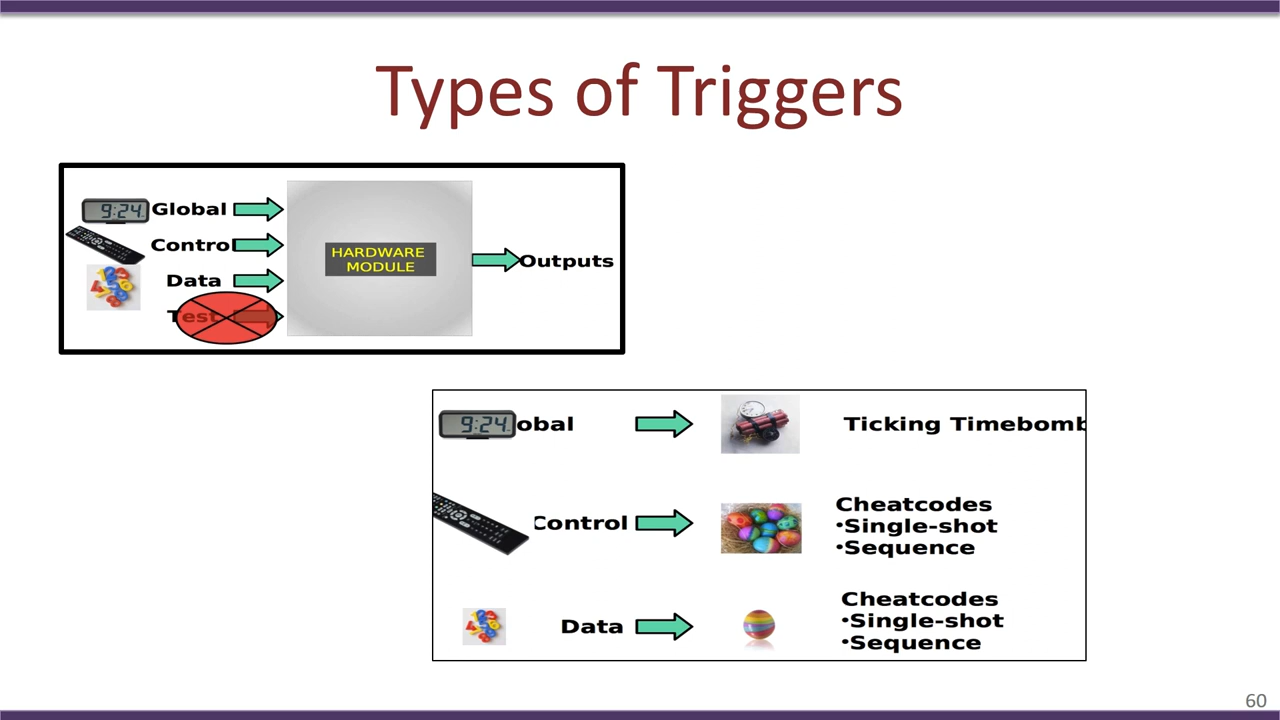 Types of Triggers
9:24
Global
Control
Data
Test
HARDWARE
MODULE
Outputs
9:24
obal
Ticking Timebomb
Control
Cheatcodes
•Single-shot
•Sequence
Data
Cheatcodes
•Single-shot
•Sequence
60